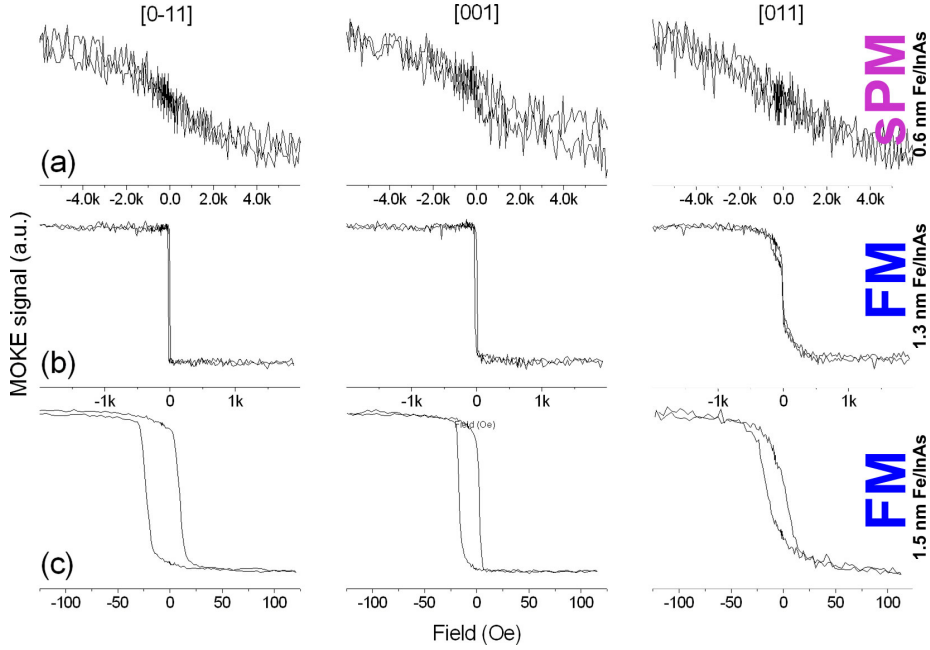 [0-11] [001] [011]
(a)
sPM
0.6 nm Fe/InAs
-4.0k -2.0k 0.0 2.0k 4.0k
-4.0k -2.0k 0.0 2.0k 4.0k
-4.0k -2.0k 0.0 2.0k 4.0k
MOKE signal (a.u.)
(b)
FM
1.3 nm Fe/InAs
-1k 0 1k
-1k 0 1k
-1k 0 1k
Field (Oe)
(c)
FM
1.5 nm Fe/InAs
-100 -50 0 50 100
-100 -50 0 50 100
-100 -50 0 50 100
Field (Oe)